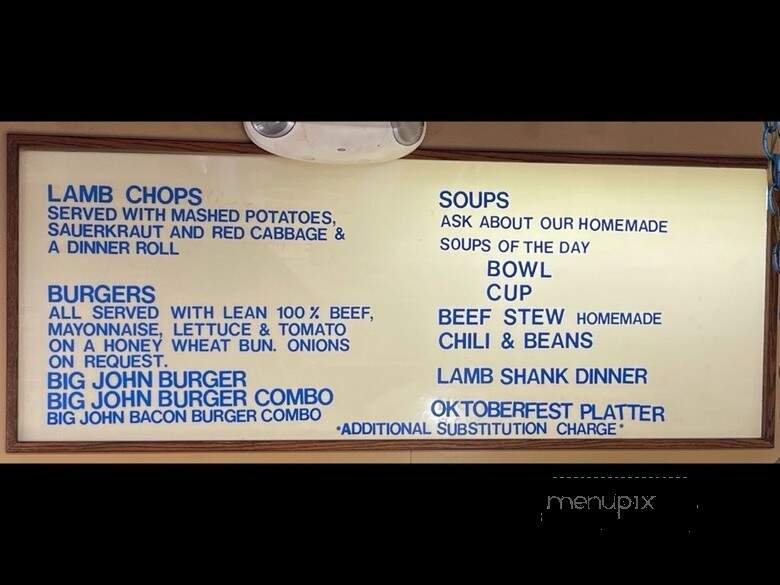 LAMB CHOPS
SERVED WITH MASHED POTATOES,
SAUERKRAUT AND RED CABBAGE &
A DINNER ROLL
BURGERS
ALL SERVED WITH LEAN 100% BEEF,
MAYONNAISE, LETTUCE & TOMATO
ON A HONEY WHEAT BUN. ONIONS
ON REQUEST.
BIG JOHN BURGER
BIG JOHN BURGER COMBO
BIG JOHN BACON BURGER COMBO
SOUPS
ASK ABOUT OUR HOMEMADE
SOUPS OF THE DAY
BOWL
CUP
BEEF STEW HOMEMADE
CHILI & BEANS
LAMB SHANK DINNER
OKTOBERFEST PLATTER
*ADDITIONAL SUBSTITUTION CHARGE*
menupix